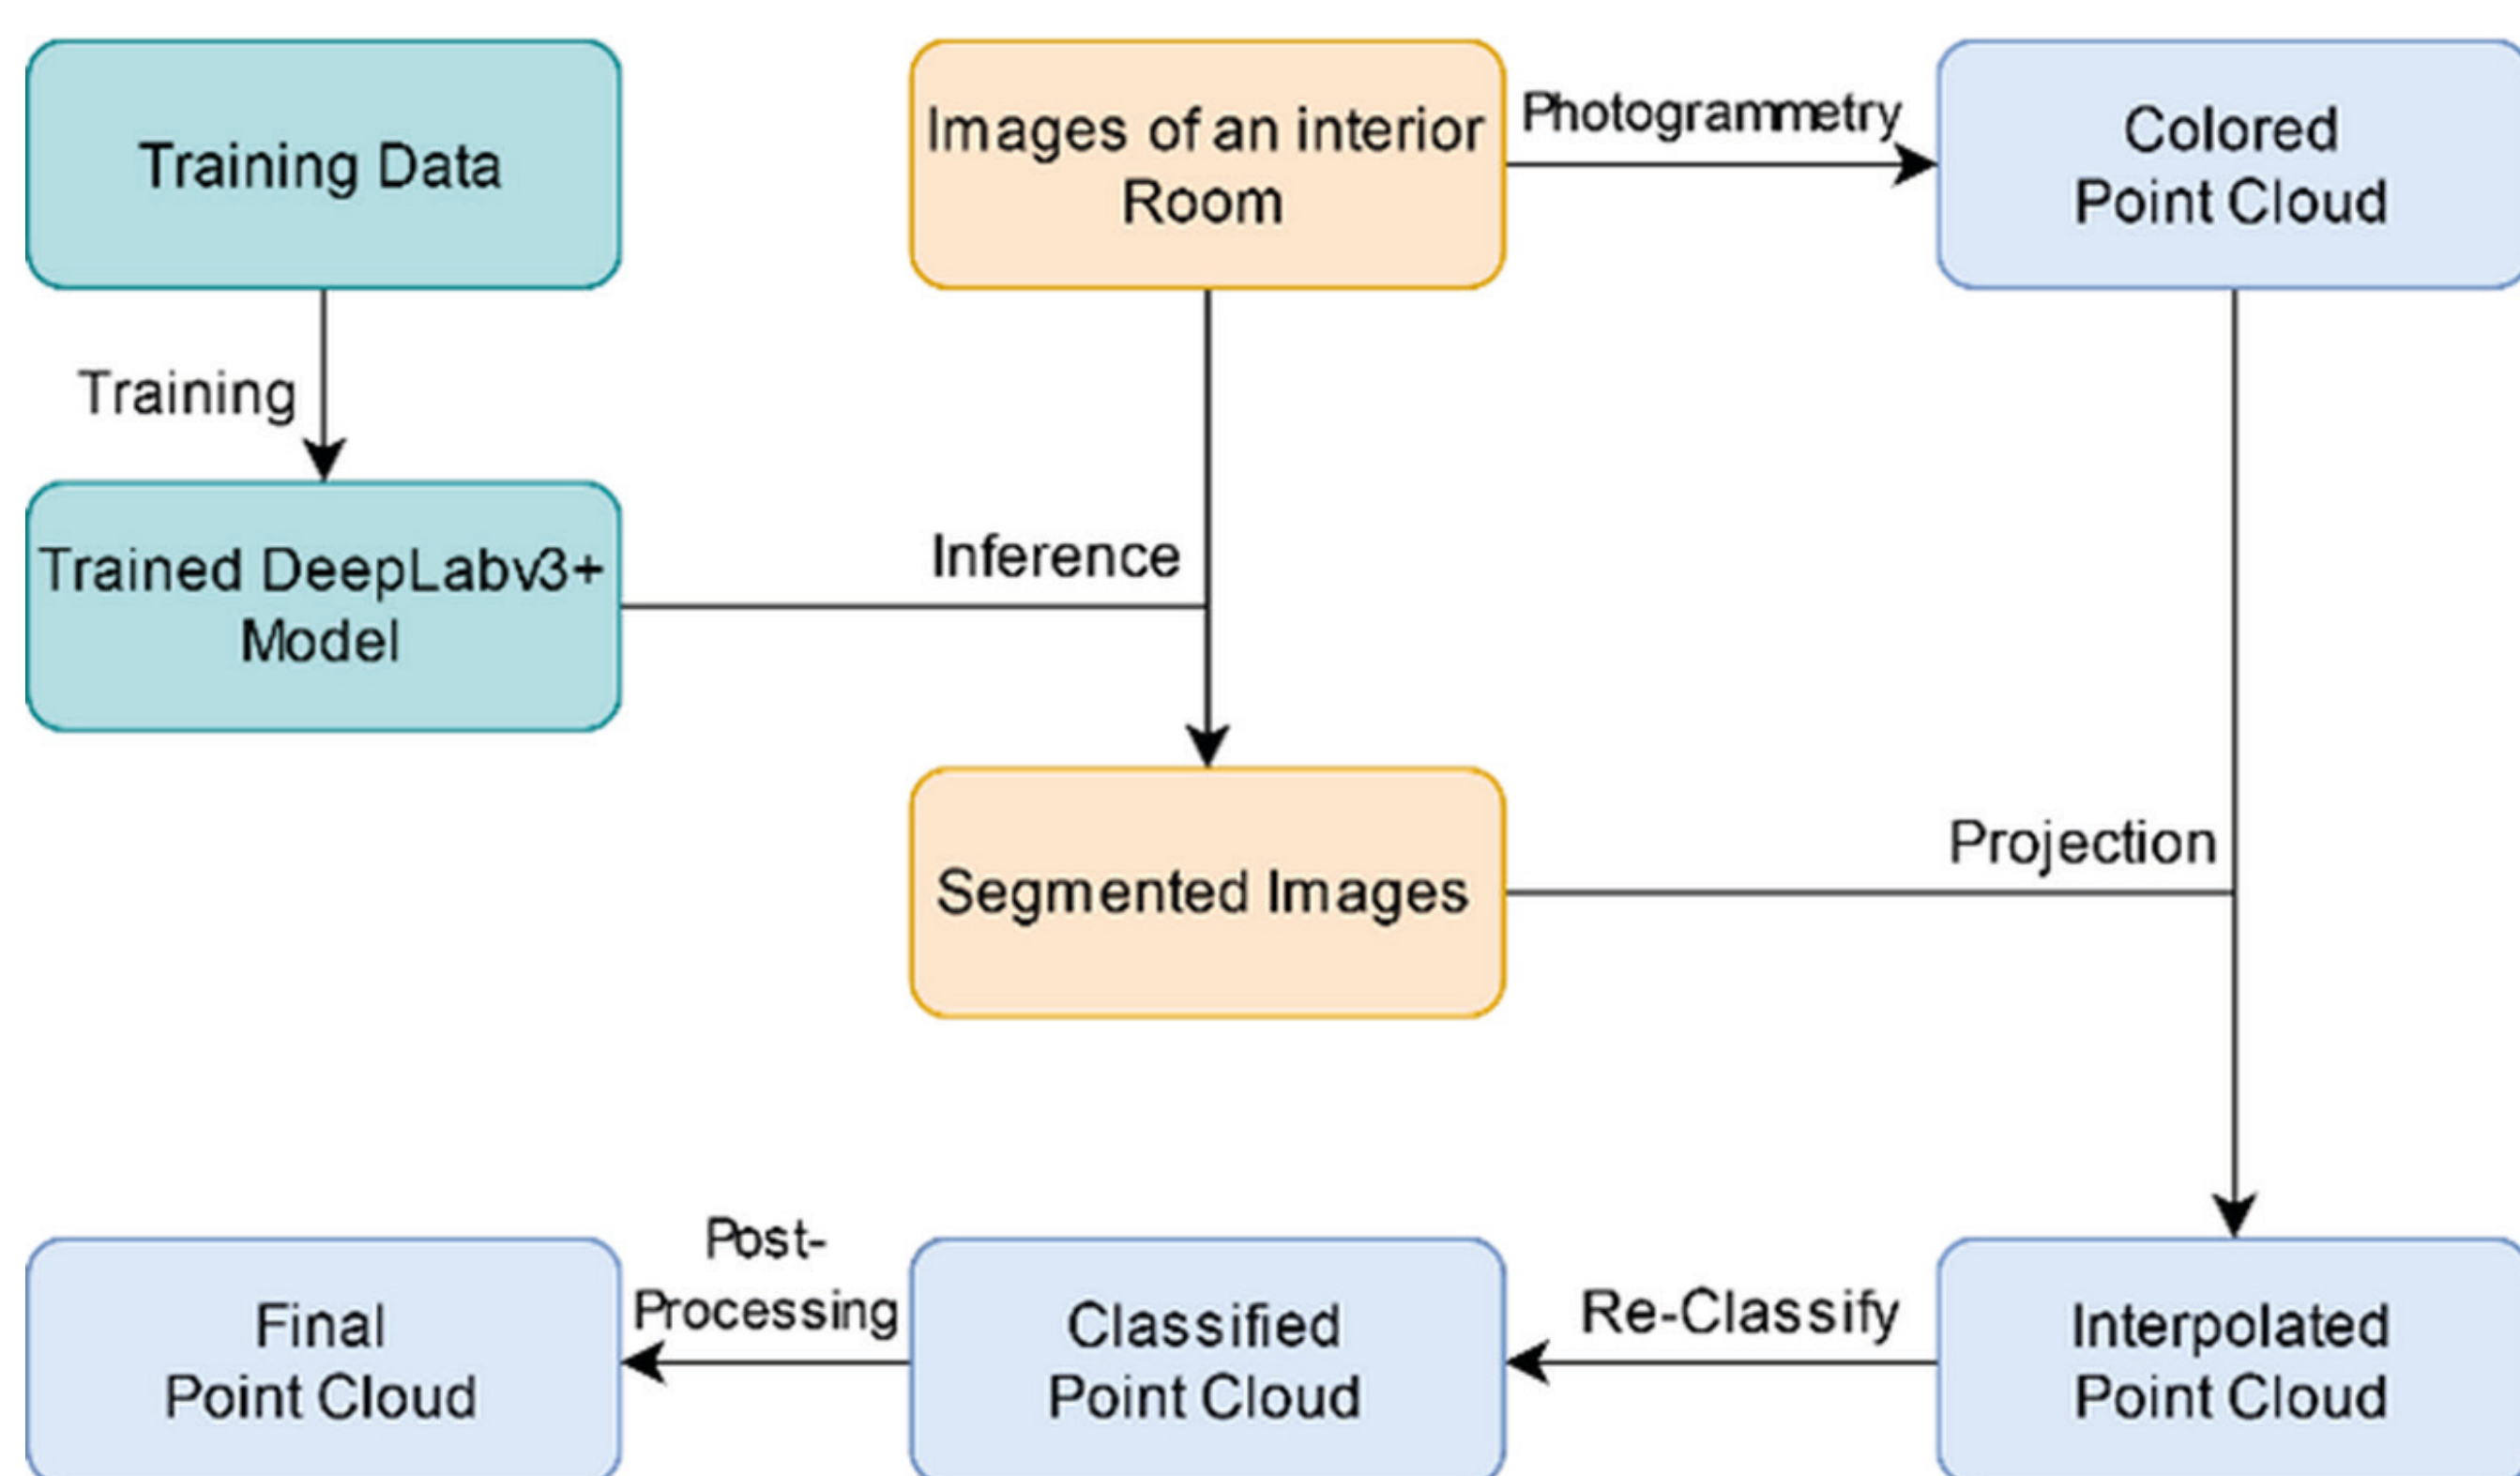 Training Data
Images of an interior
Room
Photogrammetry
Colored
Point Cloud
Training
Trained DeepLabv3+
Model
Inference
Segmented Images
Projection
Final
Point Cloud
Post-
Processing
Classified
Point Cloud
Re-Classify
Interpolated
Point Cloud